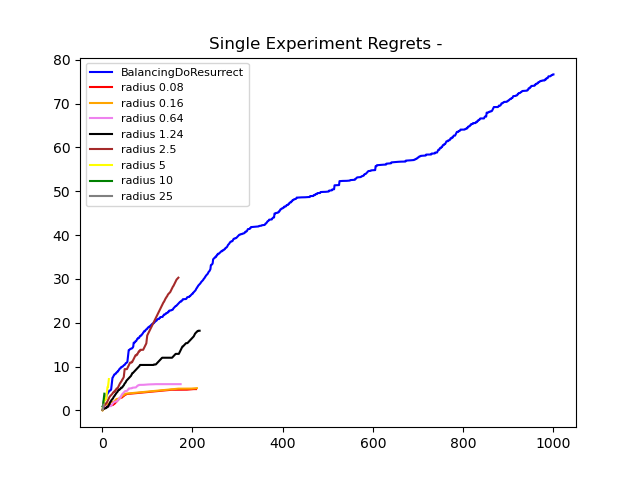 Single Experiment Regrets -
80
70
60
50
40
30
20
10
0
BalancingDoResurrect
radius 0.08
radius 0.16
radius 0.64
radius 1.24
radius 2.5
radius 5
radius 10
radius 25
0 200 400 600 800 1000